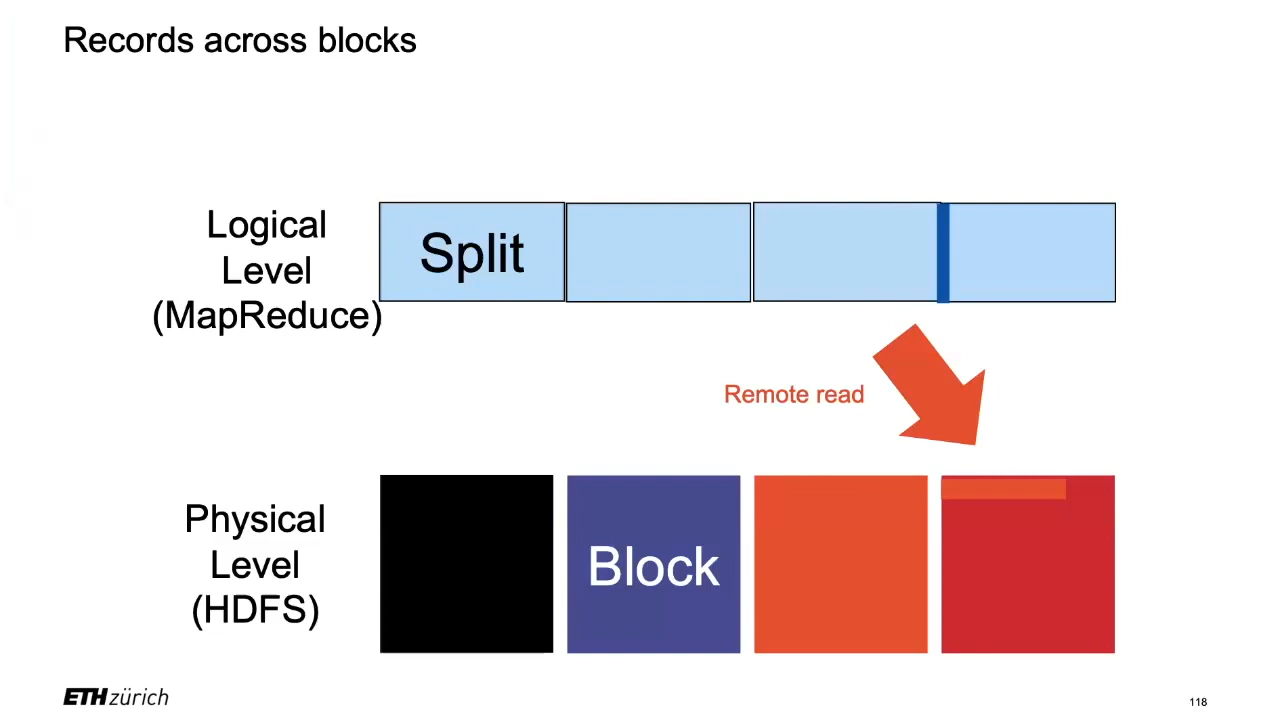 Records across blocks
Logical
Level
(MapReduce)
Split
Remote read
Physical
Level
(HDFS)
Block
ETH zürich
118